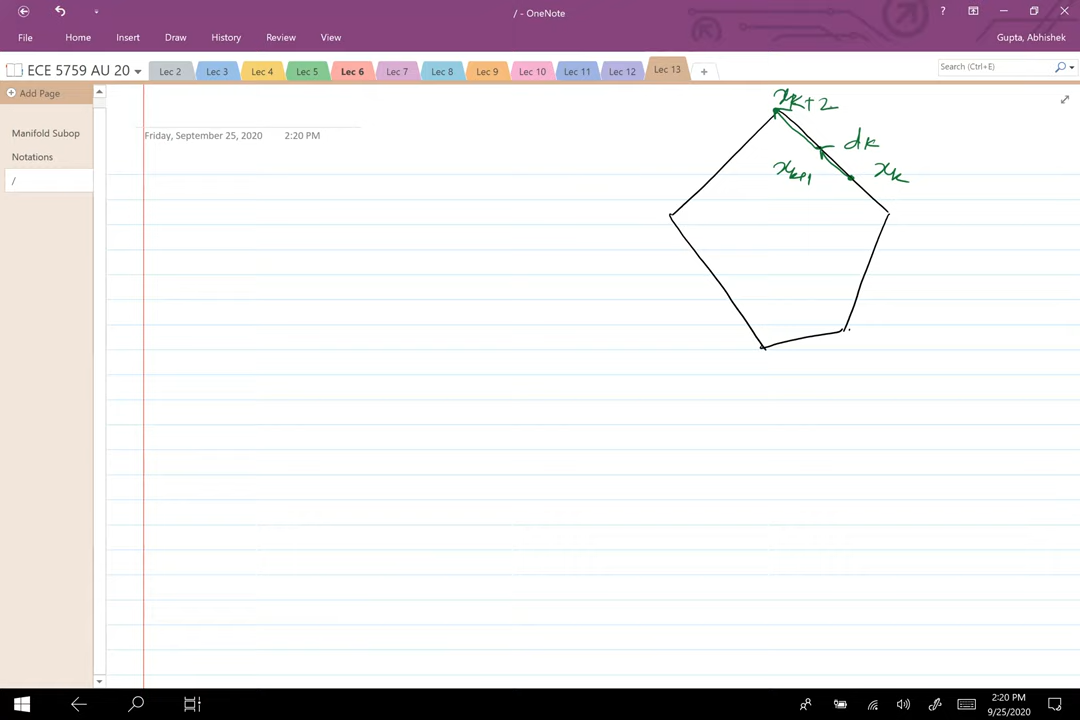 / - OneNote
?
File Home Insert Draw History Review View
Gupta, Abhishek
ECE 5759 AU 20
Lec 2 Lec 3 Lec 4 Lec 5 Lec 6 Lec 7 Lec 8 Lec 9 Lec 10 Lec 11 Lec 12 Lec 13 +
Search (Ctrl+E)
Add Page
Manifold Subop
Notations
/
Friday, September 25, 2020 2:20 PM
xk+2
dk
xk+1
xk
2:20 PM
9/25/2020